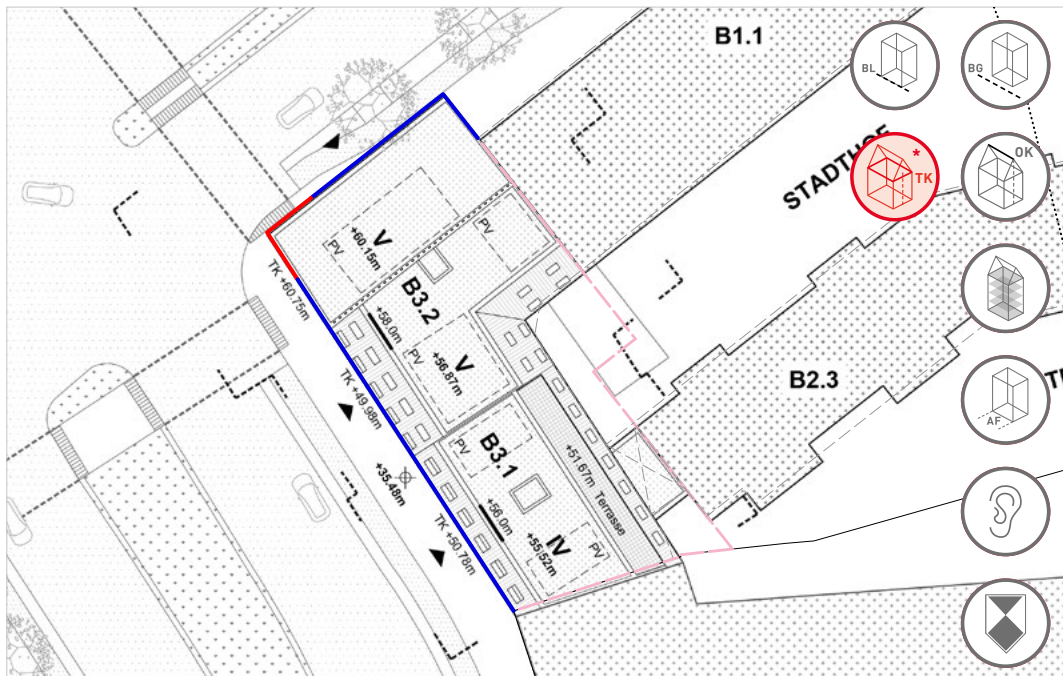 B1.1
BL
BG
STADTHOF
*
TK
OK
V
+60.15m
PV
PV
TK +60.75m
B3.2
+58.0m
V
+56.87m
PV
TK +49.98m
B2.3
AF
B3.1
PV
+51.67m Terrasse
+35.48m
+56.0m
IV
+55.52m
PV
TK +50.78m